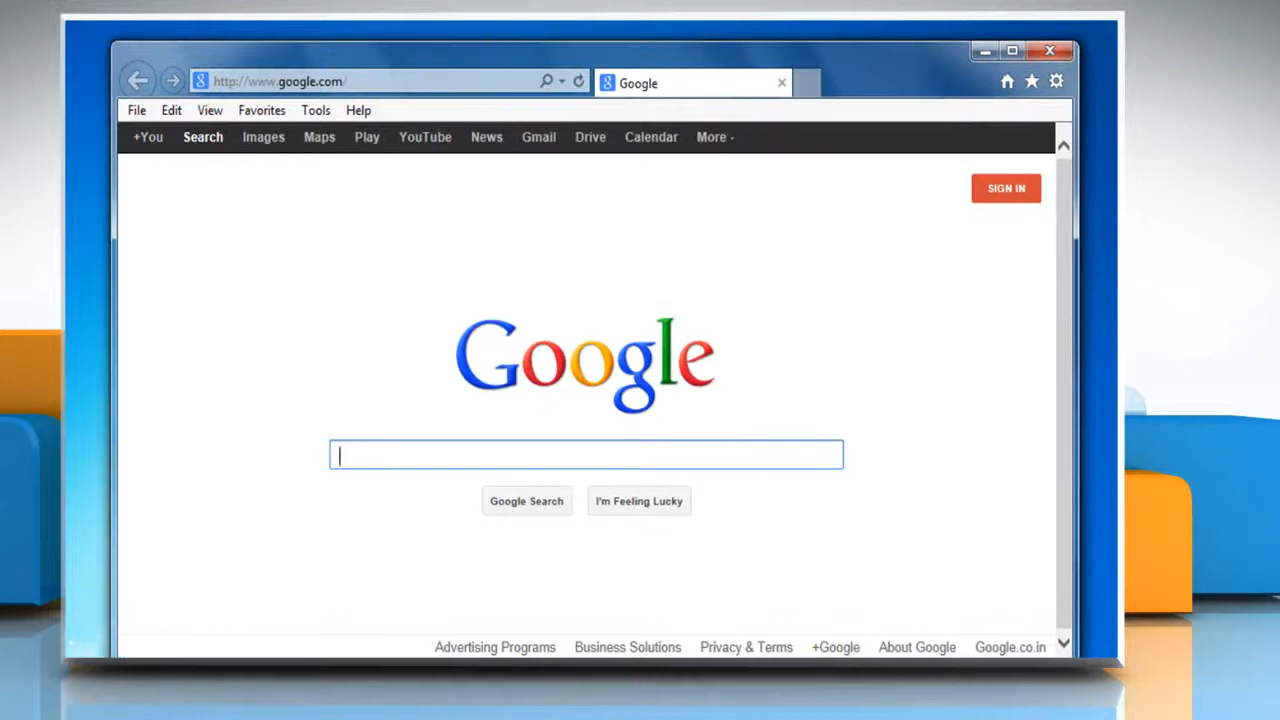 http://www.google.com/
Google
File Edit View Favorites Tools Help
+You Search Images Maps Play YouTube News Gmail Drive Calendar More
SIGN IN
Google
Google Search I'm Feeling Lucky
Advertising Programs Business Solutions Privacy & Terms +Google About Google Google.co.in